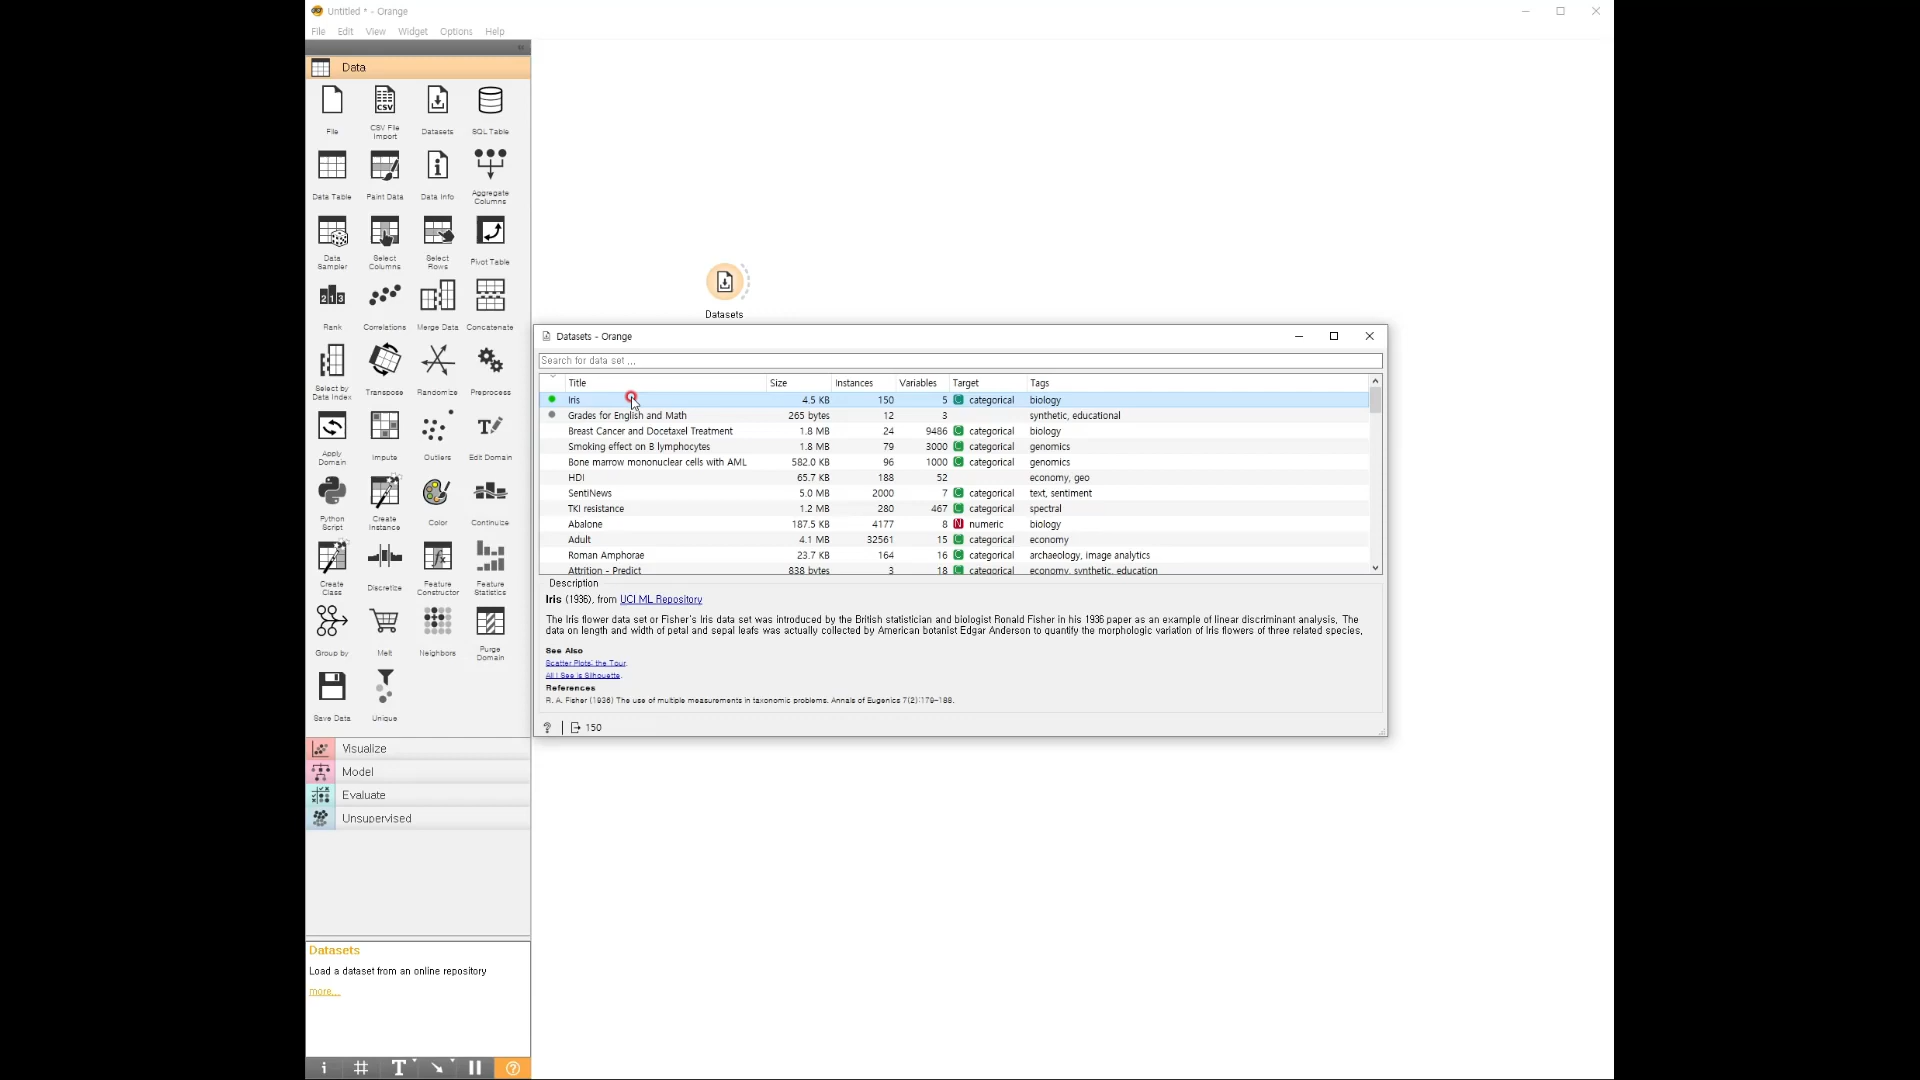 Untitled * - Orange
File Edit View Widget Options Help
Data
File
CSV File Import
Datasets
SQL Table
Data Table
Paint Data
Data Info
Aggregate Columns
Data Sampler
Select Columns
Select Rows
Pivot Table
Rank
Correlations
Merge Data
Concatenate
Select by Data Index
Transpose
Randomize
Preprocess
Apply Domain
Impute
Outliers
Edit Domain
Python Script
Create Instance
Color
Continuize
Create Class
Discretize
Feature Constructor
Feature Statistics
Group by
Melt
Neighbors
Purge Domain
Save Data
Unique
Visualize
Model
Evaluate
Unsupervised
Datasets
Load a dataset from an online repository
more...
Datasets
Datasets - Orange
Search for data set ...
Title Size Instances Variables Target Tags
Iris 4.5 KB 150 5 C categorical biology
Grades for English and Math 265 bytes 12 3 synthetic, educational
Breast Cancer and Docetaxel Treatment 1.8 MB 24 9486 C categorical biology
Smoking effect on B lymphocytes 1.8 MB 79 3000 C categorical genomics
Bone marrow mononuclear cells with AML 582.0 KB 96 1000 C categorical genomics
HDI 65.7 KB 188 52 economy, geo
SentiNews 5.0 MB 2000 7 C categorical text, sentiment
TKI resistance 1.2 MB 280 467 C categorical spectral
Abalone 187.5 KB 4177 8 N numeric biology
Adult 4.1 MB 32561 15 C categorical economy
Roman Amphorae 23.7 KB 164 16 C categorical archaeology, image analytics
Attrition - Predict 838 bytes 3 18 C categorical economy, synthetic, education
Description
Iris (1936), from UCI ML Repository
The Iris flower data set or Fisher's Iris data set was introduced by the British statistician and biologist Ronald Fisher in his 1936 paper as an example of linear discriminant analysis. The
data on length and width of petal and sepal leafs was actually collected by American botanist Edgar Anderson to quantify the morphologic variation of Iris flowers of three related species.
See Also
Scatter Plots: the Tour.
All I See is Silhouette.
References
R. A. Fisher (1936) The use of multiple measurements in taxonomic problems. Annals of Eugenics 7(2):179–188.
? 150